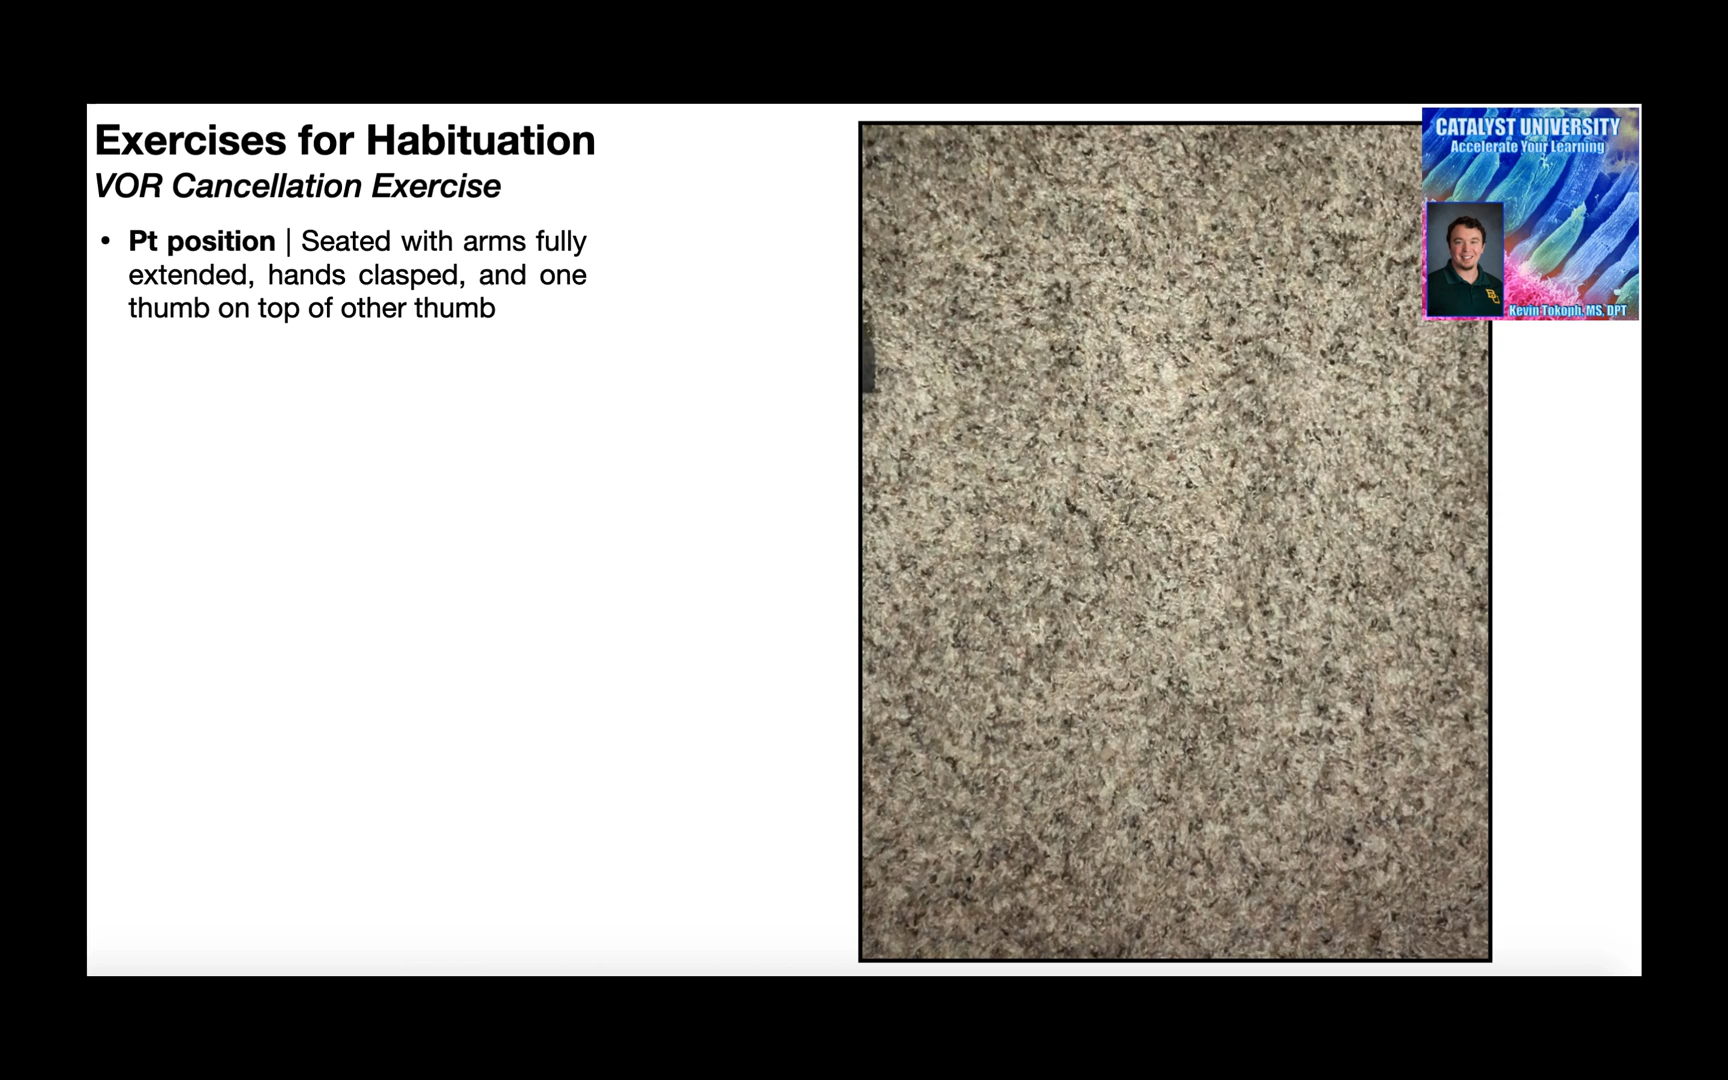 Exercises for Habituation
VOR Cancellation Exercise
• Pt position | Seated with arms fully
extended, hands clasped, and one
thumb on top of other thumb
CATALYST UNIVERSITY
Accelerate Your Learning
Kevin Tokoph, MS, DPT